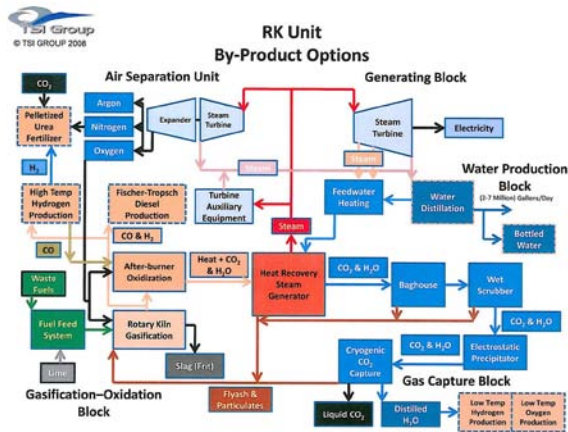 TSI Group
© TSI GROUP 2006
RK Unit
By-Product Options
Air Separation Unit
Generating Block
CO₂
Pelletized
Urea
Fertilizer
Argon
Nitrogen
Oxygen
Expander
Steam
Turbine
Steam
Turbine
Electricity
Steam
Steam
H₂
High Temp
Hydrogen
Production
Fischer-Tropsch
Diesel
Production
Turbine
Auxiliary
Equipment
Feedwater
Heating
Water
Distillation
Water Production
Block
(2-7 Million) Gallers/Day
Bottled
Water
CO & H₂
Steam
CO
After-burner
Oxidization
Heat + CO₂
& H₂O
Heat Recovery
Steam
Generator
CO₂ & H₂O
Baghouse
Wet
Scrubber
Waste
Fuels
Fuel Feed
System
Rotary Kiln
Gasification
CO₂ & H₂O
Lime
Slag (Frit)
Cryogenic
CO₂
Capture
CO₂ & H₂O
Electrostatic
Precipitator
Gasification–Oxidation
Block
Flyash &
Particulates
Gas Capture Block
Liquid CO₂
Distilled
H₂O
Low Temp
Hydrogen
Production
Low Temp
Oxygen
Production